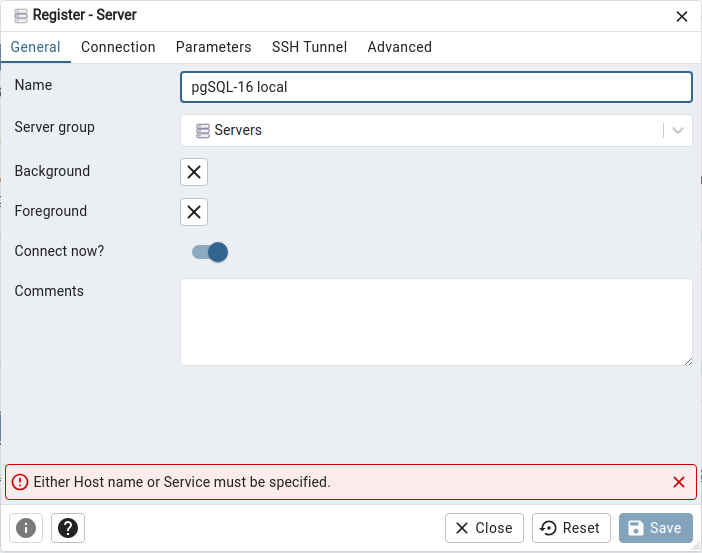 Register - Server
General Connection Parameters SSH Tunnel Advanced
Name pgSQL-16 local
Server group Servers
Background
Foreground
Connect now?
Comments
Either Host name or Service must be specified.
Close Reset Save